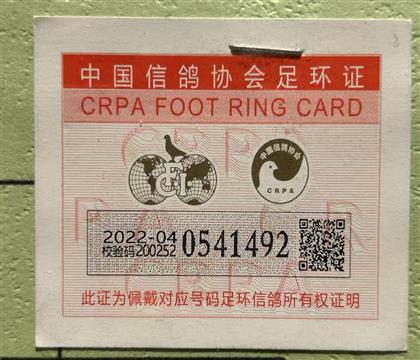 中国信鸽协会足环证
CRPA FOOT RING CARD
中国信鸽协会
CRPA
2022-04
校验码200252
0541492
此证为佩戴对应号码足环信鸽所有权证明